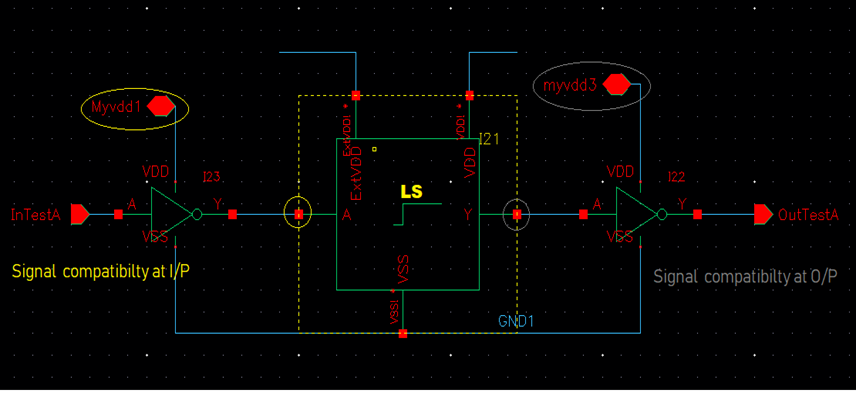 myvdd3
Myvdd1
ExtVDD! *
VDD! *
I21
VDD
I23
ExtVDD
LS
VDD
VDD
I22
InTestA
A
Y
A
Y
A
Y
OutTestA
VSS
VSS
Signal compatibilty at I/P
VSS
Signal compatibilty at O/P
VSS! *
GND1